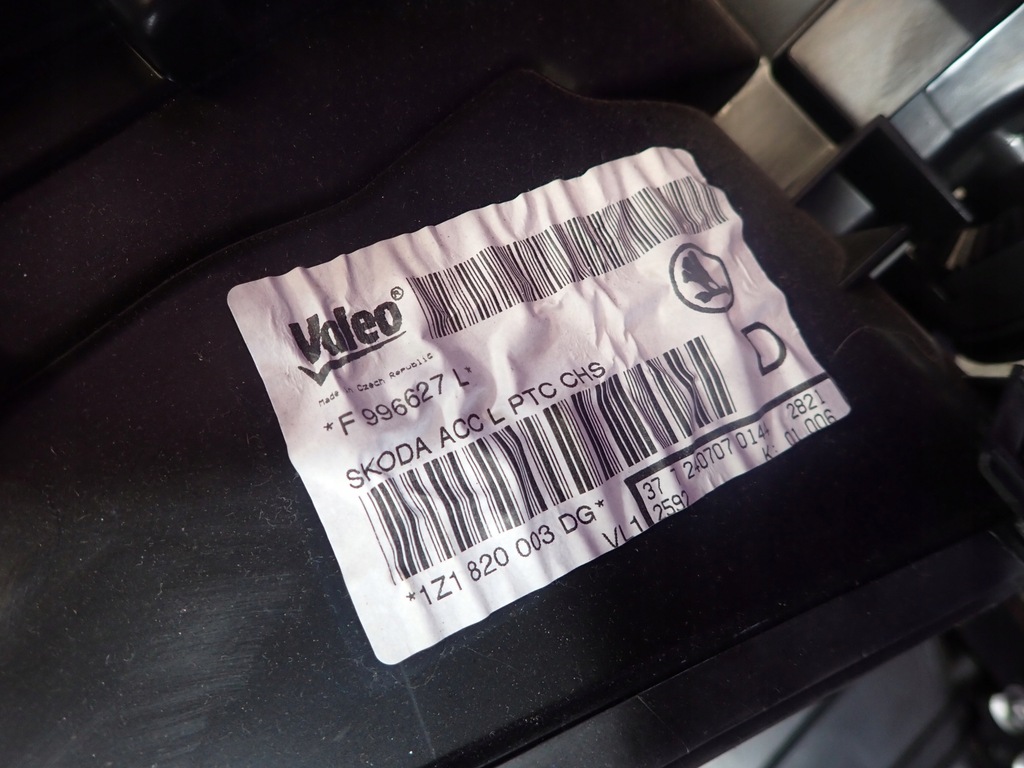 Valeo®
Made in Czech Republic
*F 996627 L*
SKODA ACC L PTC CHS
D
*1Z1 820 003 DG*
VL1
37 240707 014 2821
2592 01 006